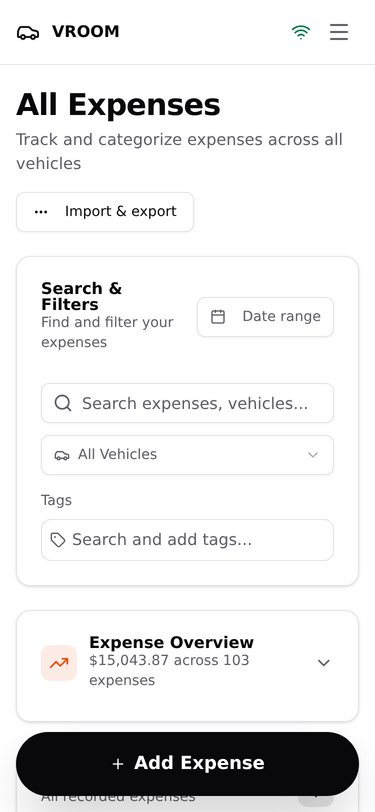 VROOM
All Expenses
Track and categorize expenses across all
vehicles
Import & export
Search &
Filters
Find and filter your
expenses
Date range
Search expenses, vehicles...
All Vehicles
Tags
Search and add tags...
Expense Overview
$15,043.87 across 103
expenses
+ Add Expense
All recorded expenses